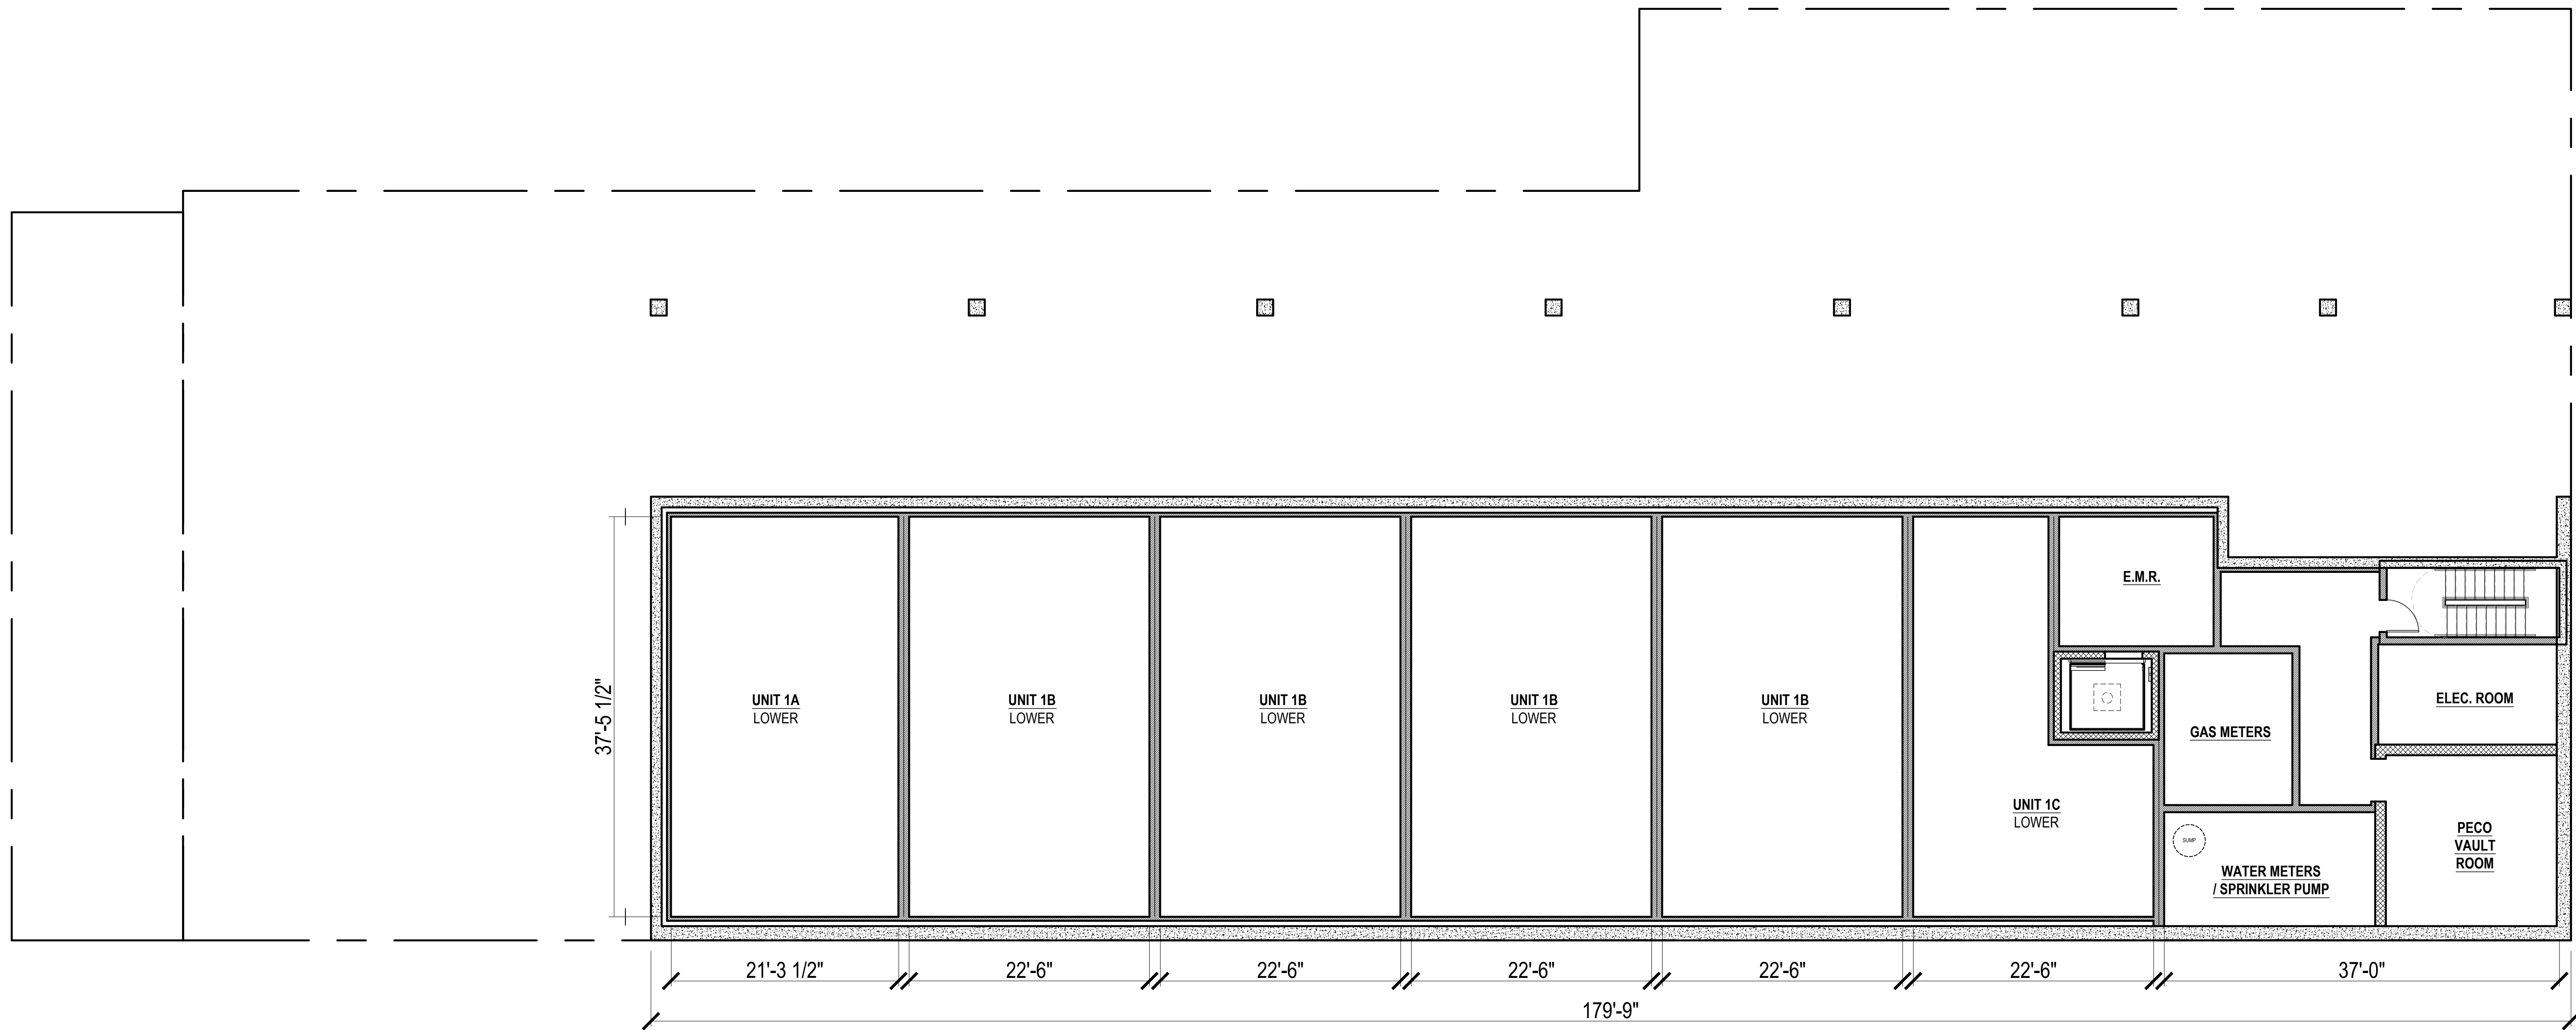 E.M.R.
UNIT 1A
LOWER
UNIT 1B
LOWER
UNIT 1B
LOWER
UNIT 1B
LOWER
UNIT 1B
LOWER
ELEC. ROOM
GAS METERS
37'-5 1/2"
UNIT 1C
LOWER
PECO
VAULT
ROOM
SUMP
WATER METERS
/ SPRINKLER PUMP
21'-3 1/2"
22'-6"
22'-6"
22'-6"
22'-6"
22'-6"
37'-0"
179'-9"